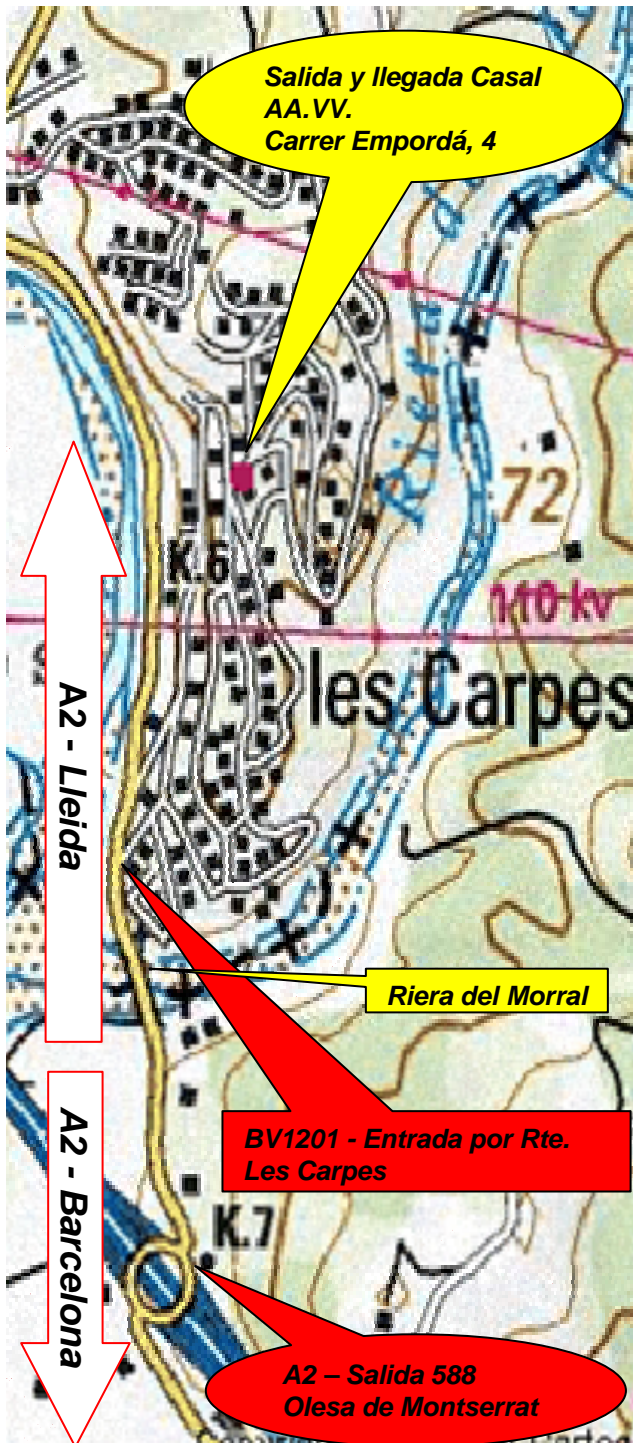 Salida y llegada Casal
AA.VV.
Carrer Empordá, 4
Riera d
72
K.6
110 kv
les Carpes
A2 - Lleida
Riera del Morral
BV1201 - Entrada por Rte.
Les Carpes
A2 - Barcelona
K.7
A2 – Salida 588
Olesa de Montserrat